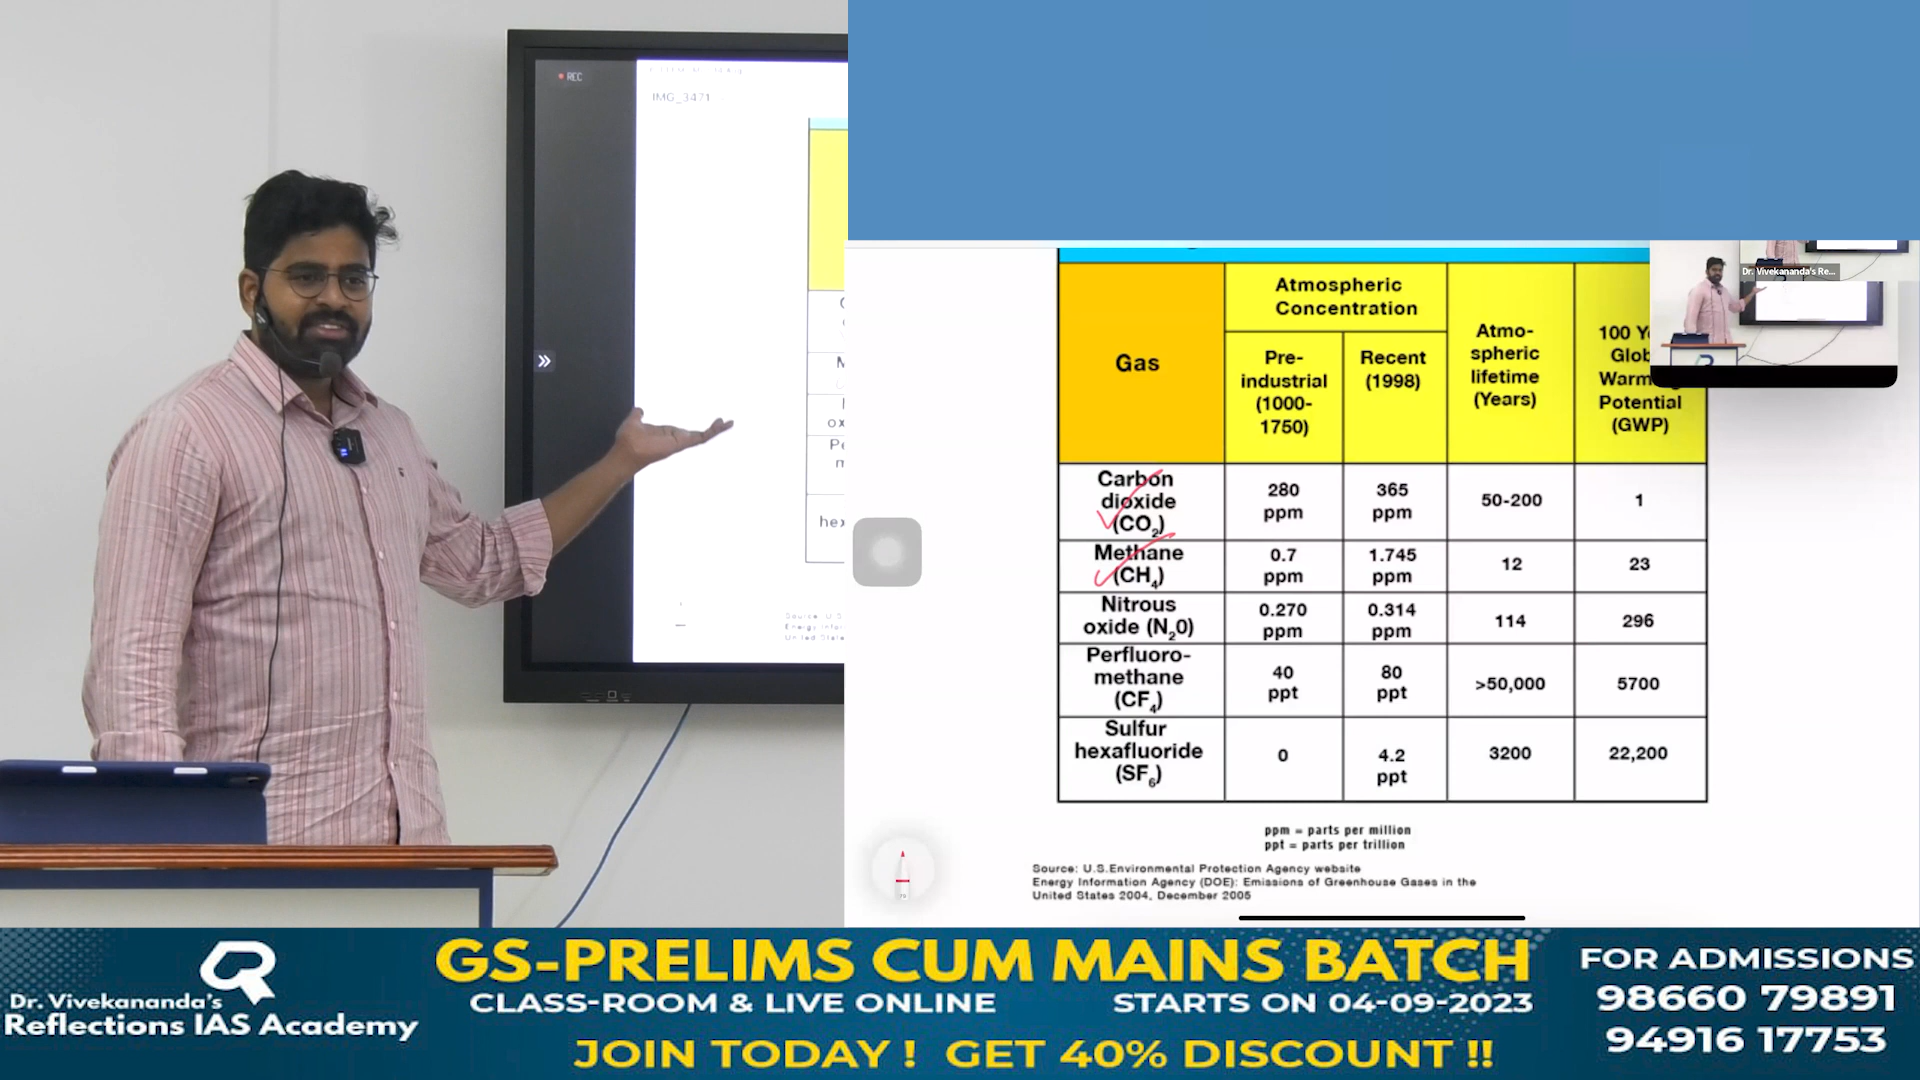 REC
IMG_3471
ox
hex
Dr. Vivekananda's Re...
Gas
Atmospheric
Concentration
Pre-
industrial
(1000-
1750)
Recent
(1998)
Atmo-
spheric
lifetime
(Years)
Potential
(GWP)
Carbon
dioxide
(CO2)
280
ppm
365
ppm
50-200
1
Methane
(CH4)
0.7
ppm
1.745
ppm
12
23
Nitrous
oxide (N20)
0.270
ppm
0.314
ppm
114
296
Perfluoro-
methane
(CF4)
40
ppt
80
ppt
>50,000
5700
Sulfur
hexafluoride
(SF6)
0
4.2
ppt
3200
22,200
ppm = parts per million
ppt = parts per trillion
Source: U.S.Environmental Protection Agency website
Energy Information Agency (DOE): Emissions of Greenhouse Gases in the
United States 2004, December 2005
Dr. Vivekananda's
Reflections IAS Academy
GS-PRELIMS CUM MAINS BATCH
CLASS-ROOM & LIVE ONLINE STARTS ON 04-09-2023
JOIN TODAY ! GET 40% DISCOUNT !!
FOR ADMISSIONS
98660 79891
94916 17753